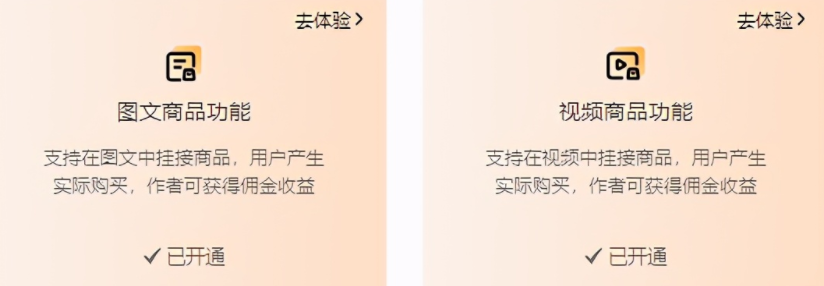 去体验>
图文商品功能
支持在图文中挂接商品，用户产生
实际购买，作者可获得佣金收益
✓已开通
去体验>
视频商品功能
支持在视频中挂接商品，用户产生
实际购买，作者可获得佣金收益
✓已开通